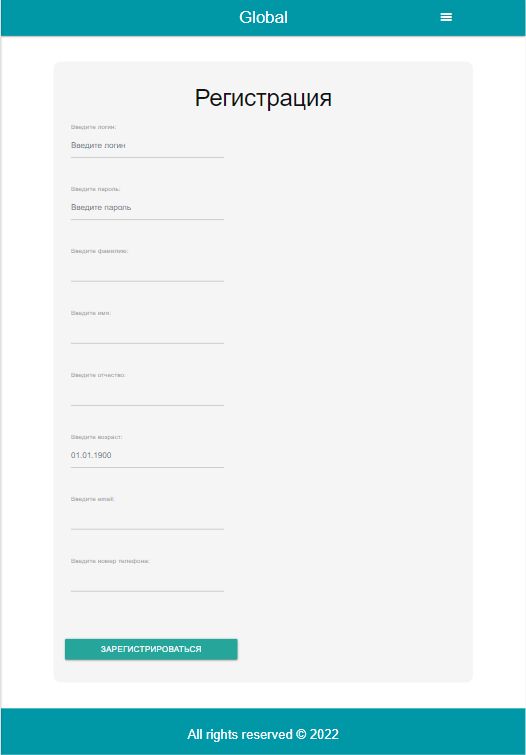 Global
Регистрация
Введите логин:
Введите логин
Введите пароль:
Введите пароль
Введите фамилию:
Введите имя:
Введите отчество:
Введите возраст:
01.01.1900
Введите email:
Введите номер телефона:
ЗАРЕГИСТРИРОВАТЬСЯ
All rights reserved © 2022